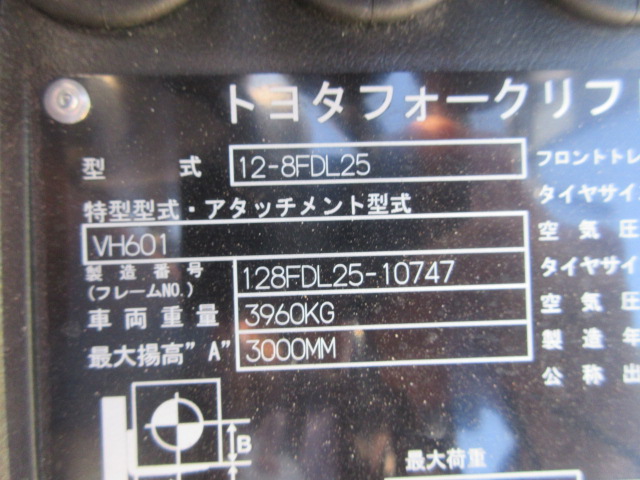 トヨタフォークリフ
型 式 12-8FDL25
フロントトレ
タイヤサイ
特型型式・アタッチメント型式
空 気 圧
VH601
製造番号 128FDL25-10747
(フレームNO.)
タイヤサイ
空 気 圧
車両重量 3960KG
製 造 年
最大揚高"A" 3000MM
公 称 出
B
最大荷重